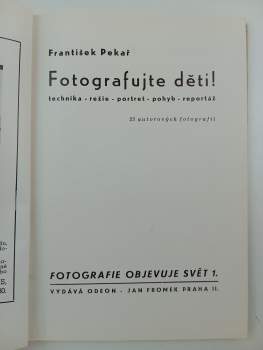 František Pekař
Fotografujte děti!
technika - režie - portret - pohyb - reportáž
25 autorových fotografií
FOTOGRAFIE OBJEVUJE SVĚT 1.
VYDÁVÁ ODEON - JAN FROMEK PRAHA II.